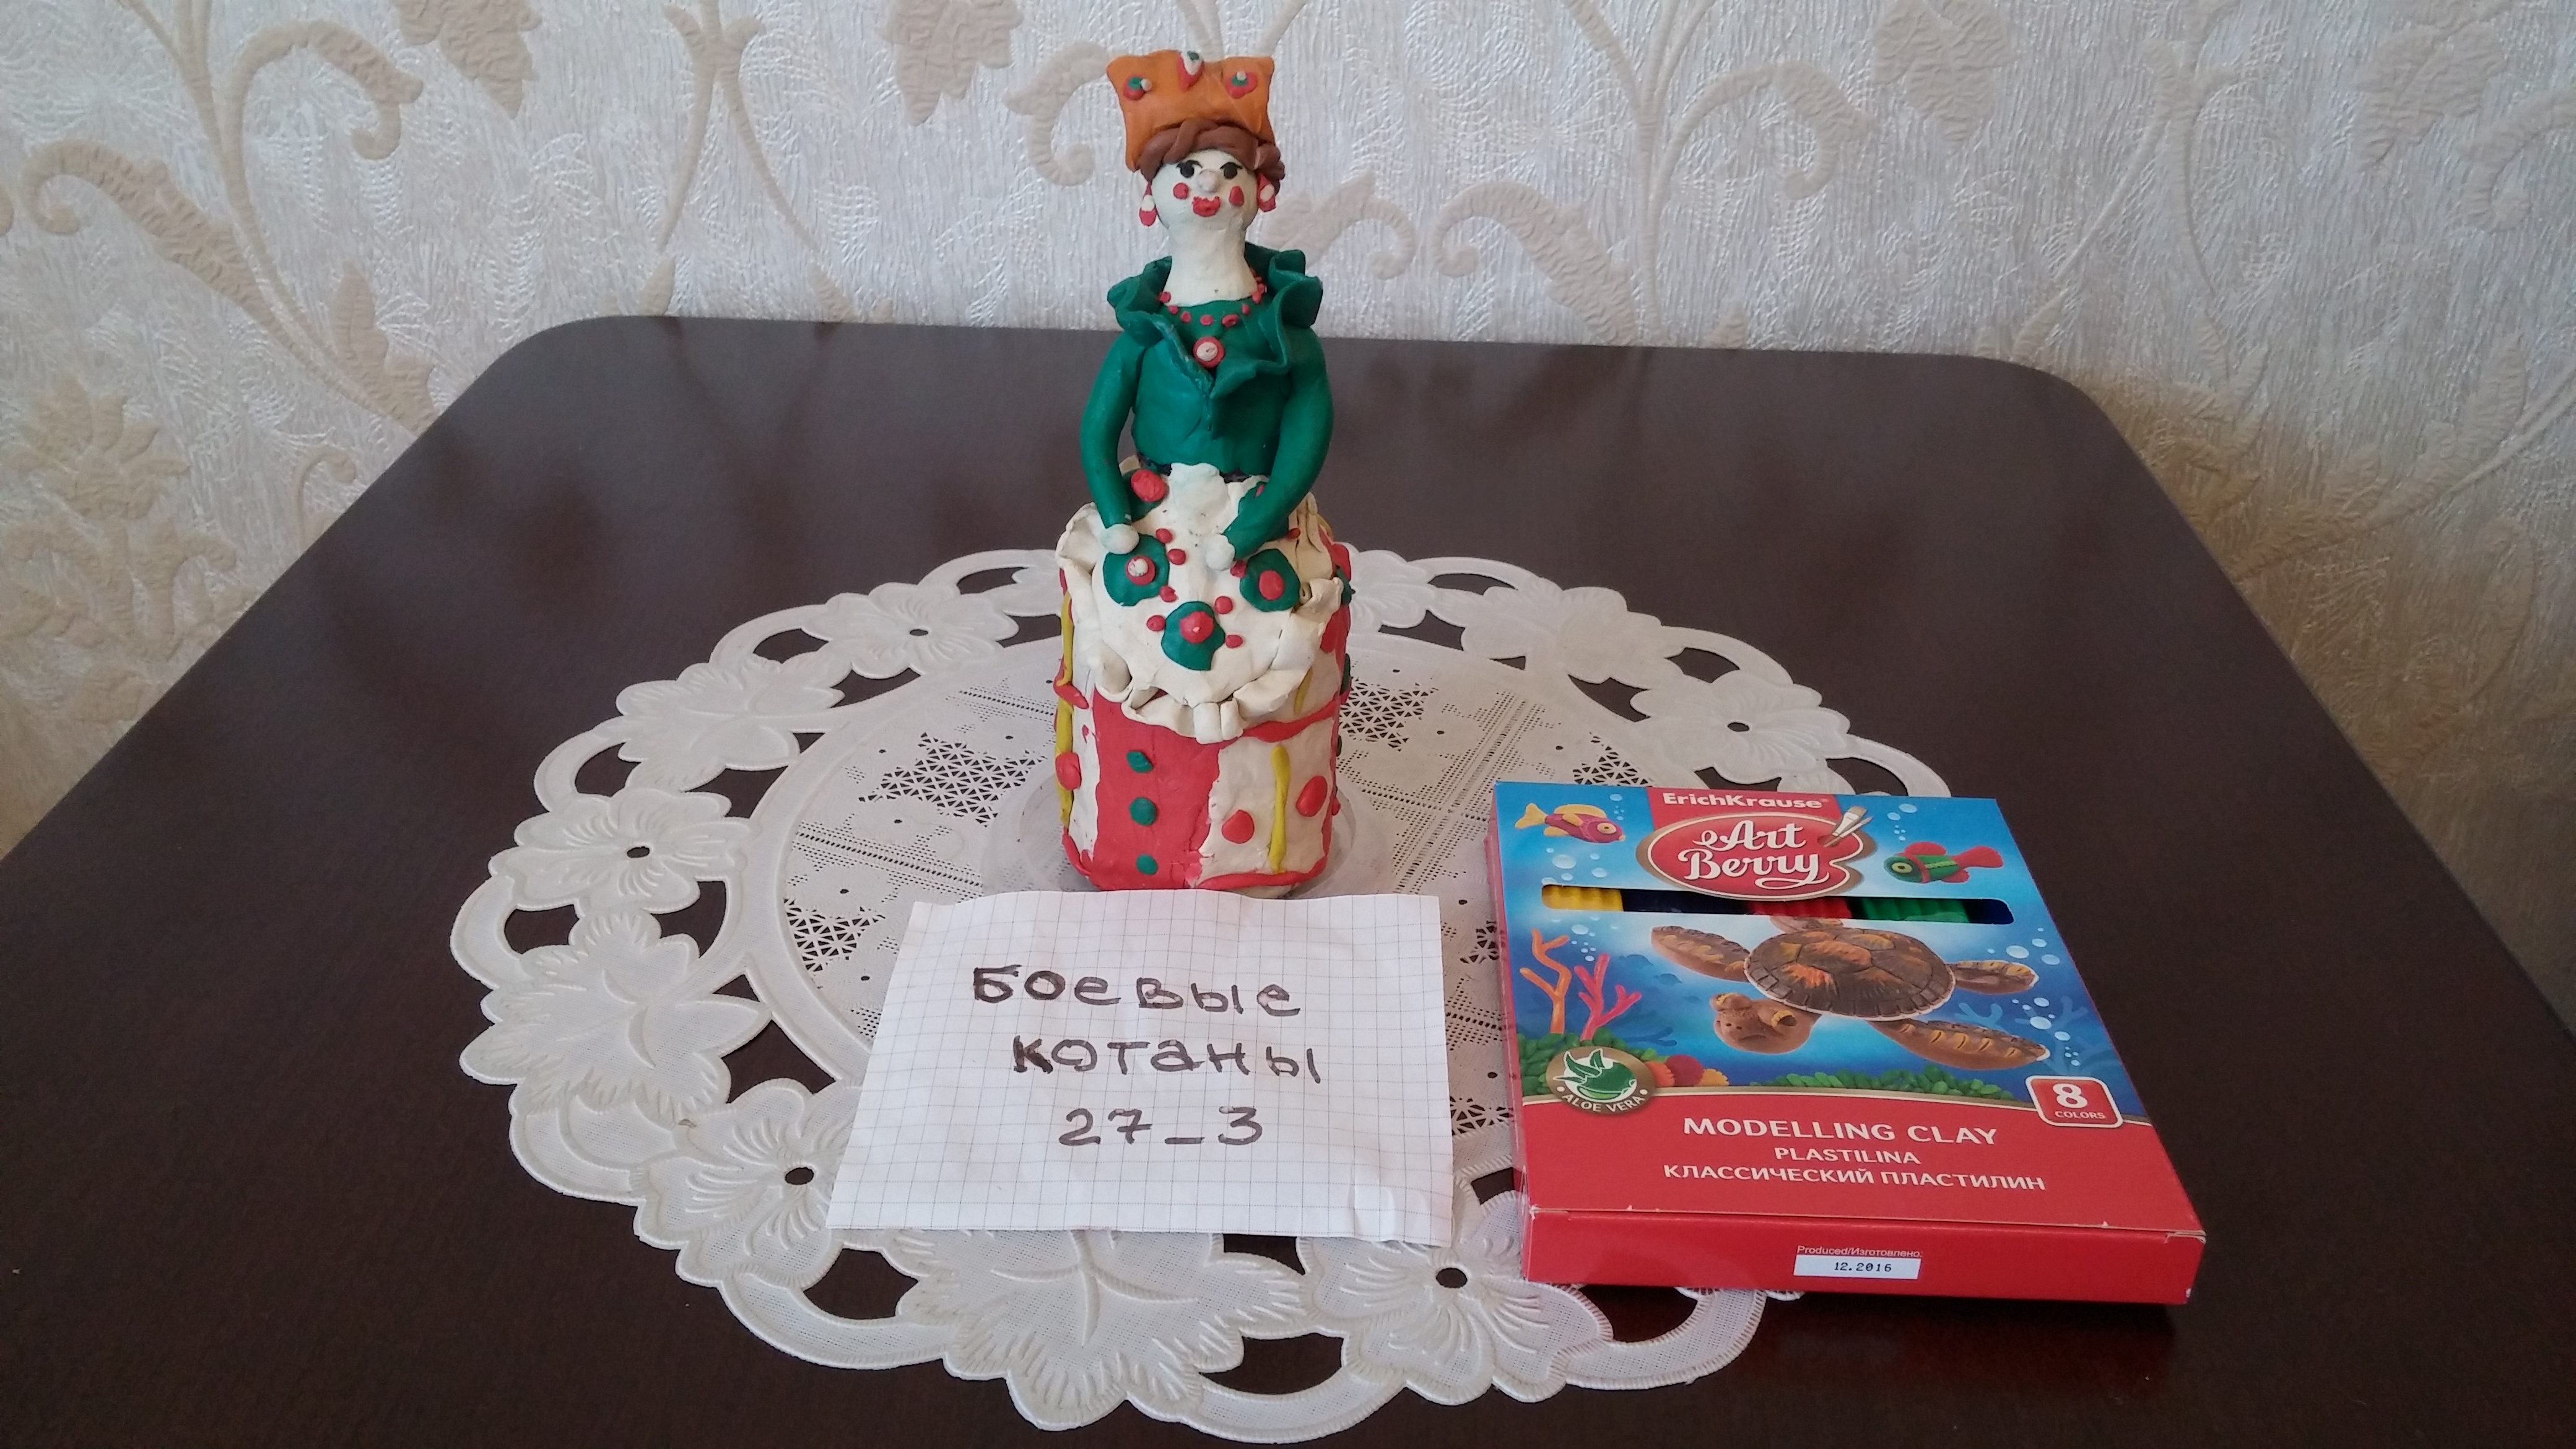 Боевые
котаны
27_3
ErichKrause®
Art
Berry
ALOE VERA
8
COLORS
MODELLING CLAY
PLASTILINA
КЛАССИЧЕСКИЙ ПЛАСТИЛИН
Produced/Изготовлено:
12.2016